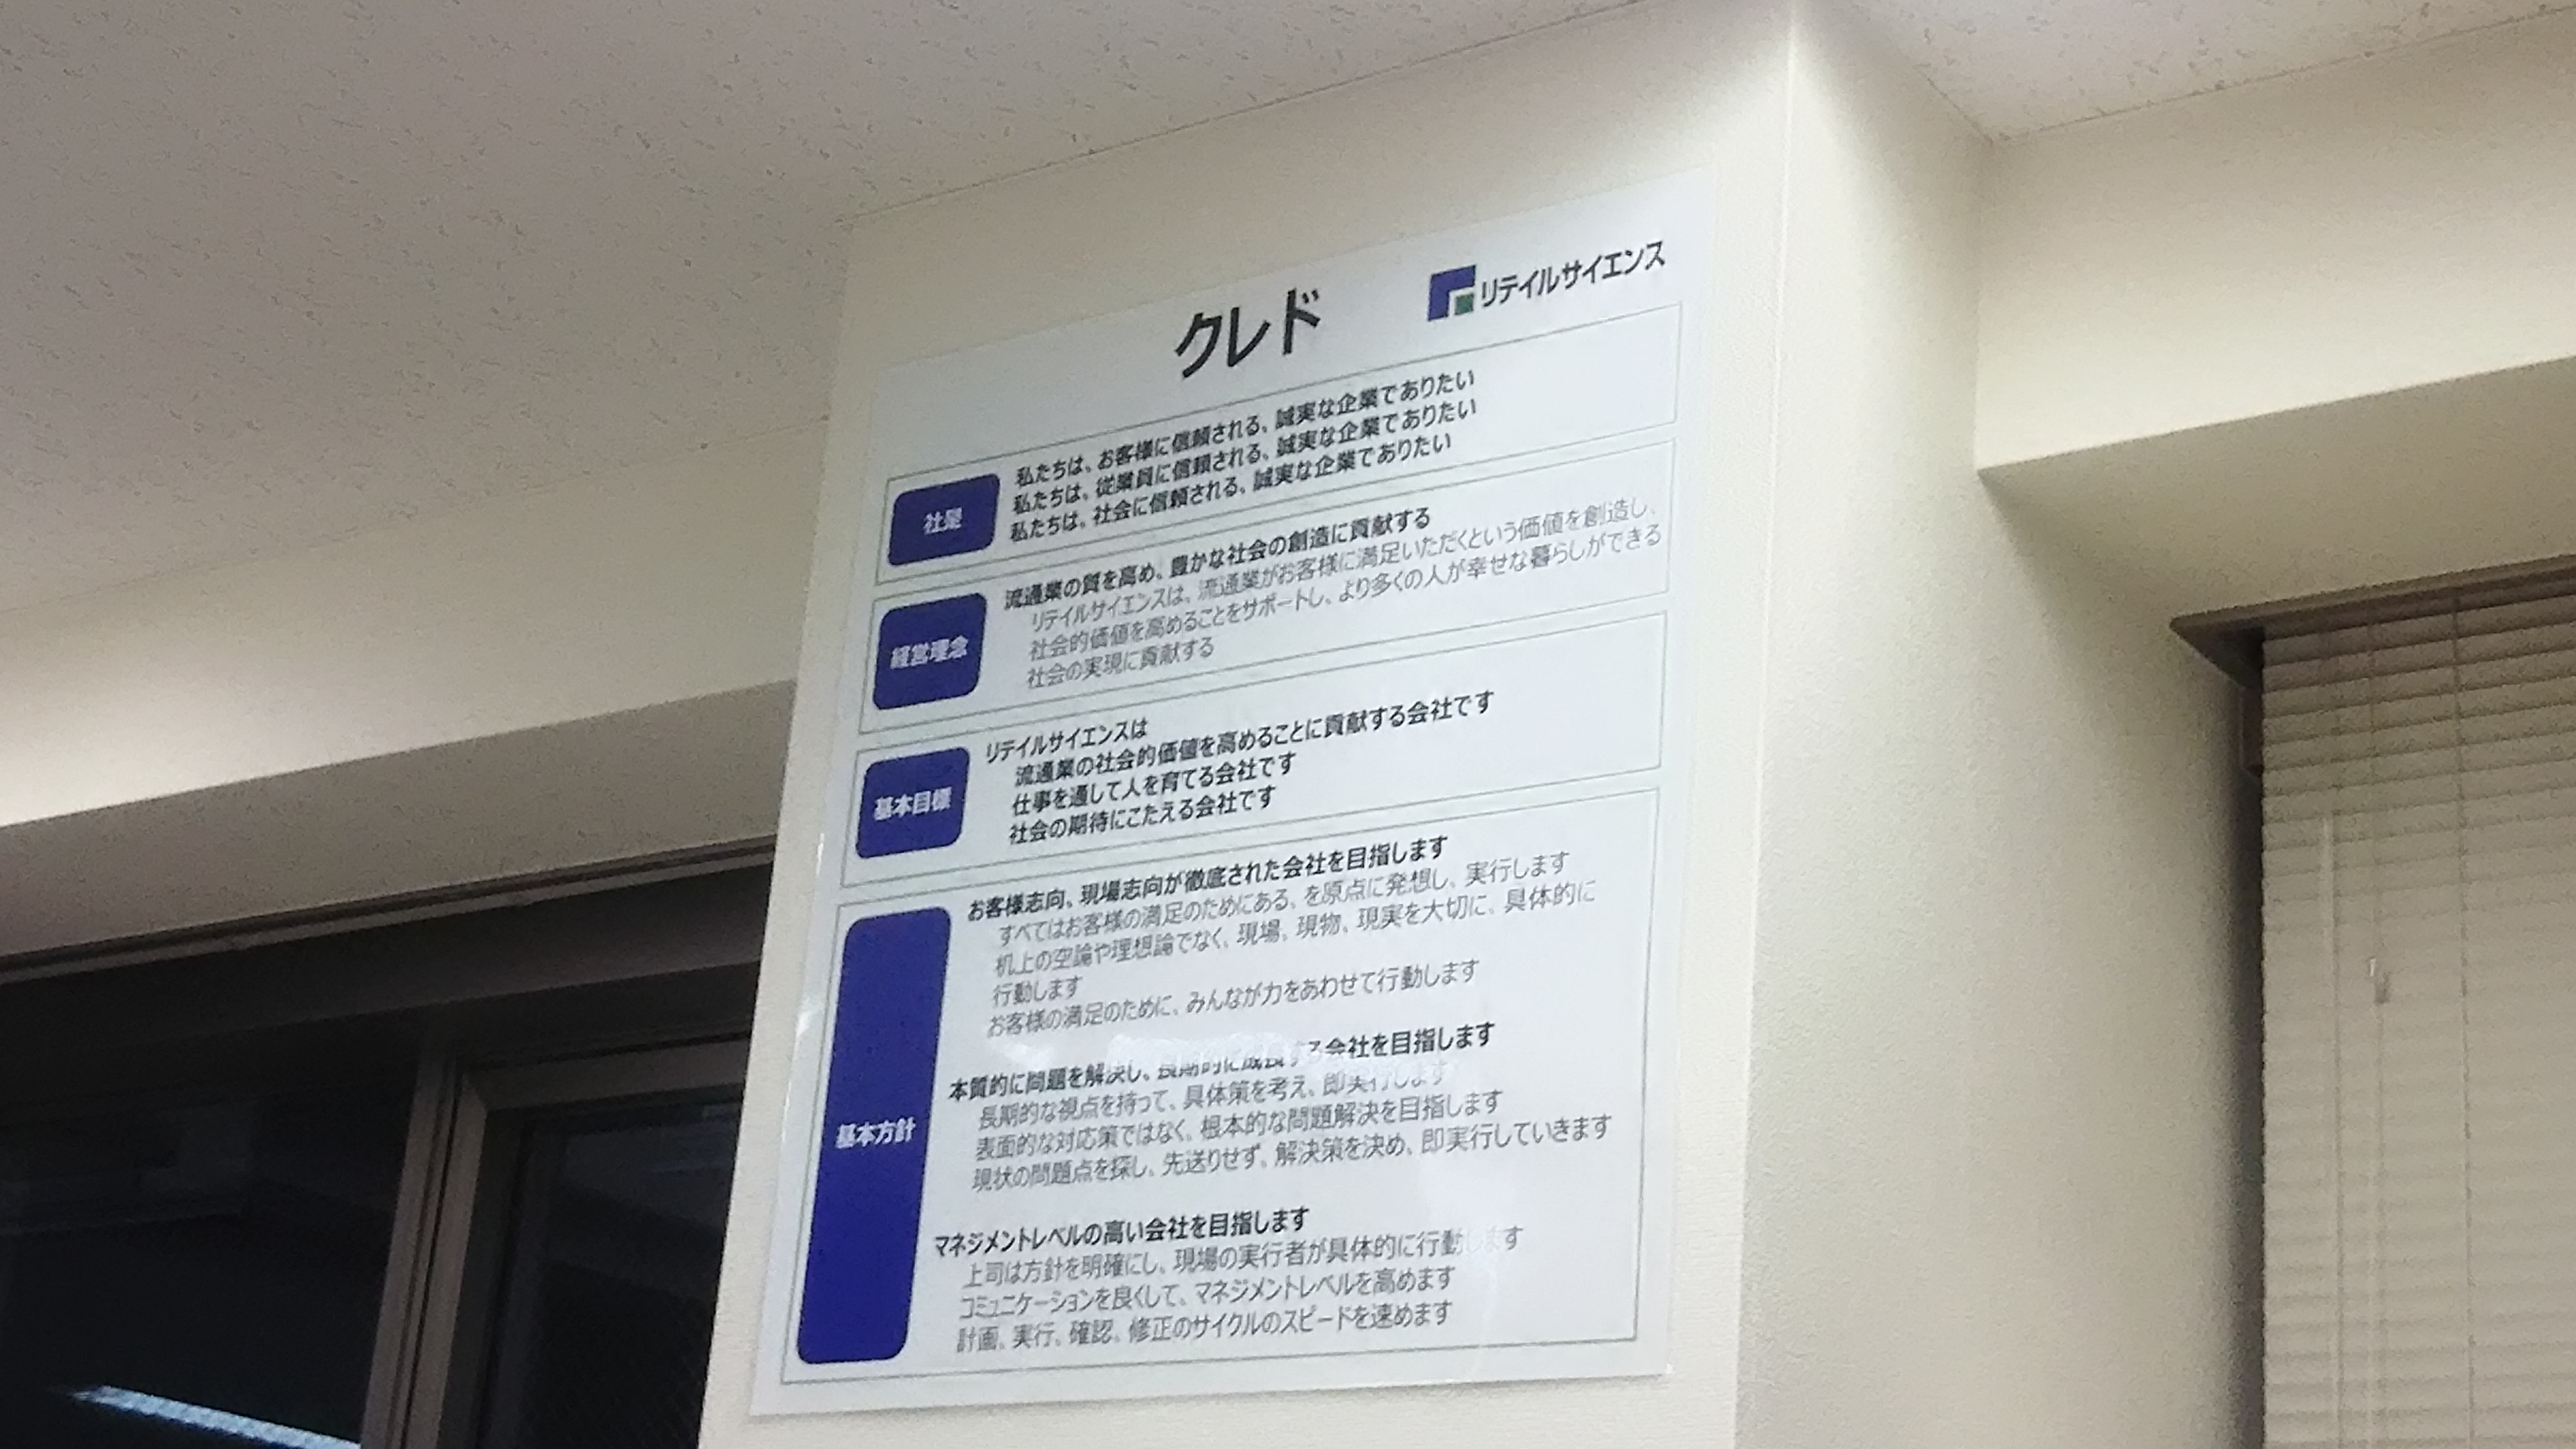 クレド
リテイルサイエンス
社是
私たちは、お客様に信頼される、誠実な企業でありたい
私たちは、従業員に信頼される、誠実な企業でありたい
私たちは、社会に信頼される、誠実な企業でありたい
経営理念
流通業の質を高め、豊かな社会の創造に貢献する
リテイルサイエンスは、流通業がお客様に満足いただくという価値を創造し、
社会的価値を高めることをサポートし、より多くの人が幸せな暮らしができる
社会の実現に貢献する
基本目標
リテイルサイエンスは
流通業の社会的価値を高めることに貢献する会社です
仕事を通して人を育てる会社です
社会の期待にこたえる会社です
基本方針
お客様志向、現場志向が徹底された会社を目指します
すべてはお客様の満足のためにある、を原点に発想し、実行します
机上の空論や理想論でなく、現場、現物、現実を大切に、具体的に
行動します
お客様の満足のために、みんなが力をあわせて行動します
本質的に問題を解決し、長期的に成長する会社を目指します
長期的な視点を持って、具体策を考え、即実行します
表面的な対応策ではなく、根本的な問題解決を目指します
現状の問題点を探し、先送りせず、解決策を決め、即実行していきます
マネジメントレベルの高い会社を目指します
上司は方針を明確にし、現場の実行者が具体的に行動します
コミュニケーションを良くして、マネジメントレベルを高めます
計画、実行、確認、修正のサイクルのスピードを速めます